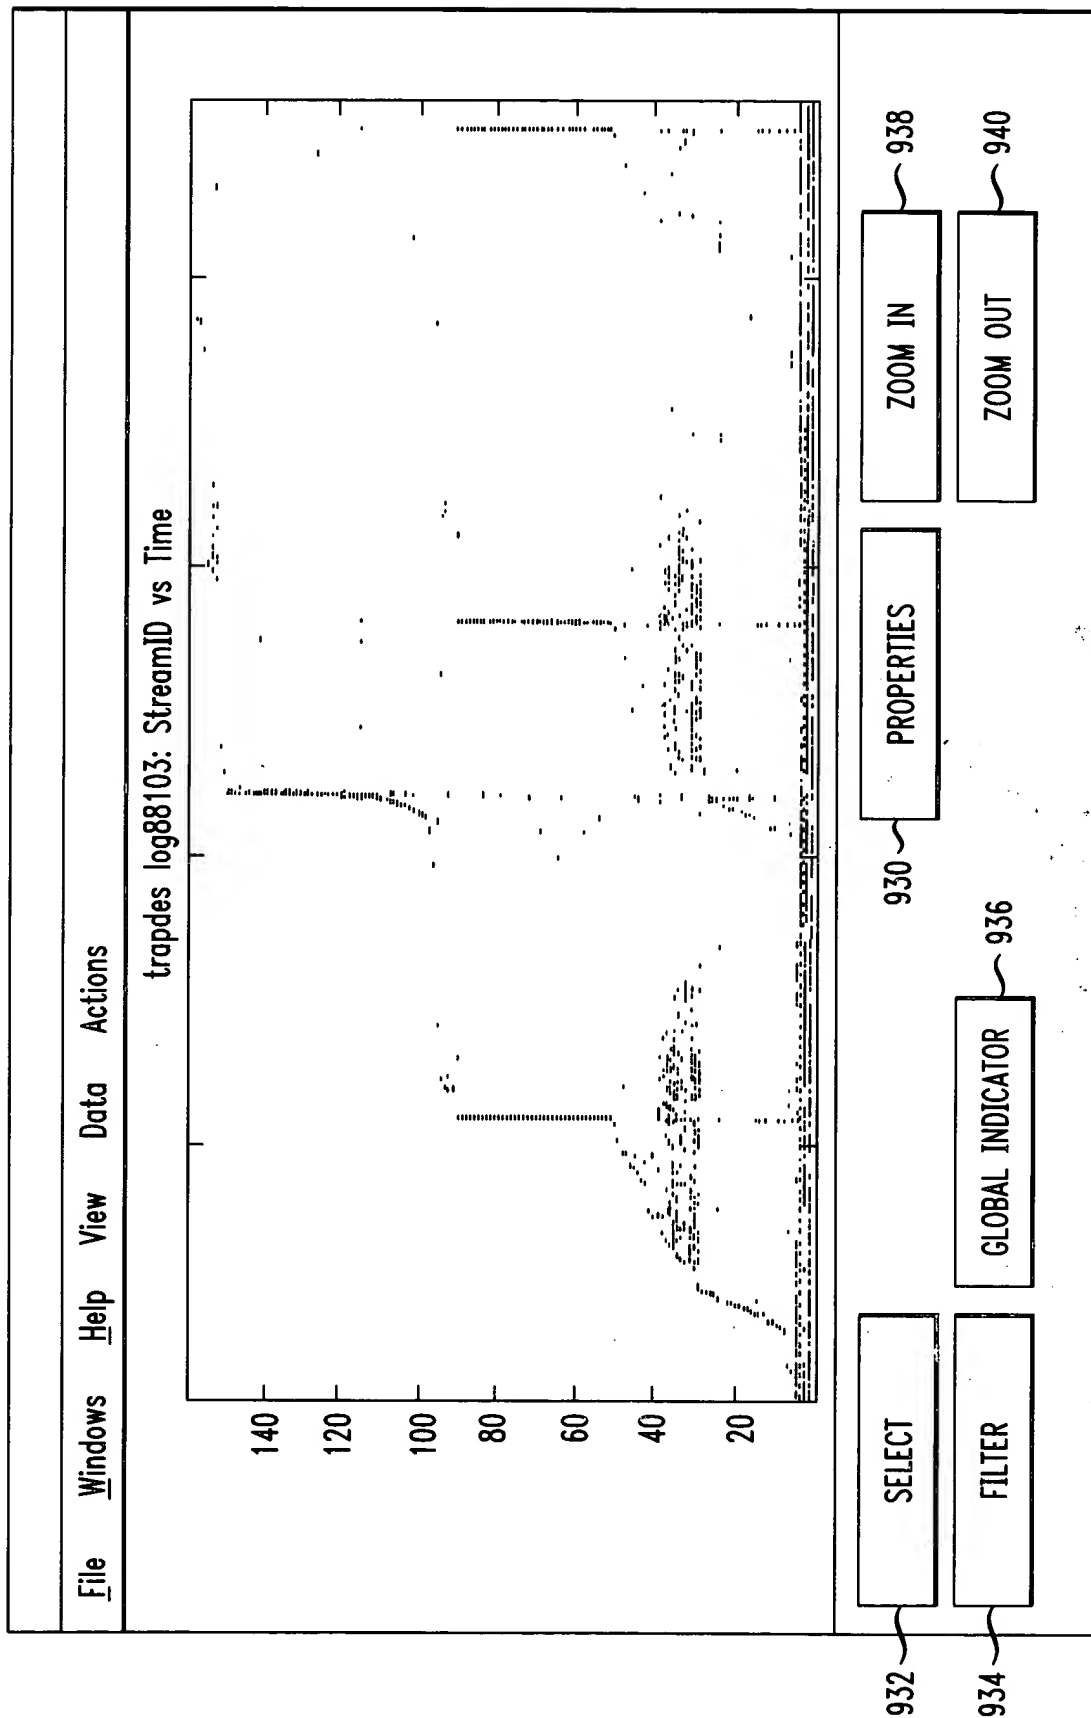 File Windows Help View Data Actions
trapdes log88103: StreamID vs Time
140
120
100
80
60
40
20
932 SELECT
930 PROPERTIES
ZOOM IN 938
934 FILTER
GLOBAL INDICATOR 936
ZOOM OUT 940